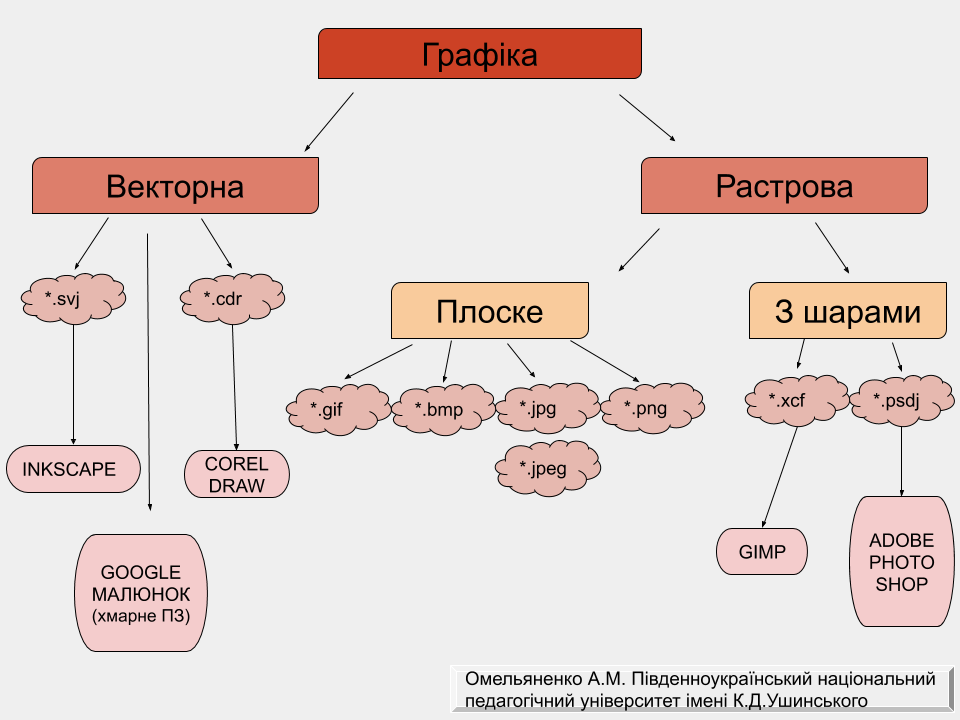 Графіка
Векторна
Растрова
*.svj
*.cdr
Плоске
З шарами
*.gif
*.bmp
*.jpg
*.png
*.xcf
*.psdj
*.jpeg
INKSCAPE
COREL
DRAW
GOOGLE
МАЛЮНОК
(хмарне ПЗ)
GIMP
ADOBE
PHOTO
SHOP
Омельяненко А.М. Південноукраїнський національний
педагогічний університет імені К.Д.Ушинського